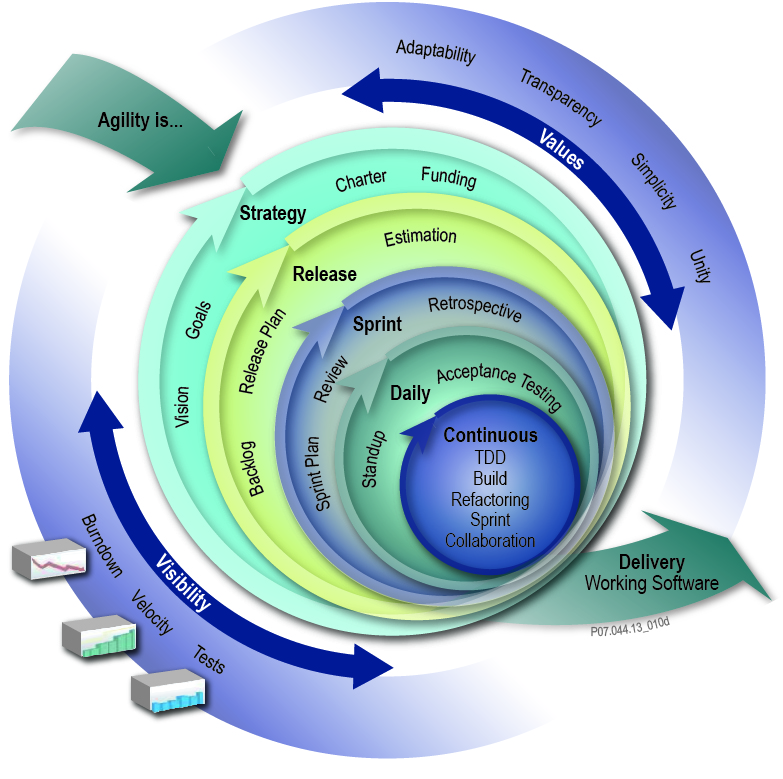 Agility is...
Adaptability
Transparency
Simplicity
Unity
Values
Strategy
Charter
Funding
Goals
Vision
Release
Estimation
Release Plan
Backlog
Sprint
Retrospective
Review
Sprint Plan
Daily
Acceptance Testing
Standup
Continuous
TDD
Build
Refactoring
Sprint
Collaboration
Visibility
Burndown
Velocity
Tests
Delivery
Working Software
P07.044.13_010d